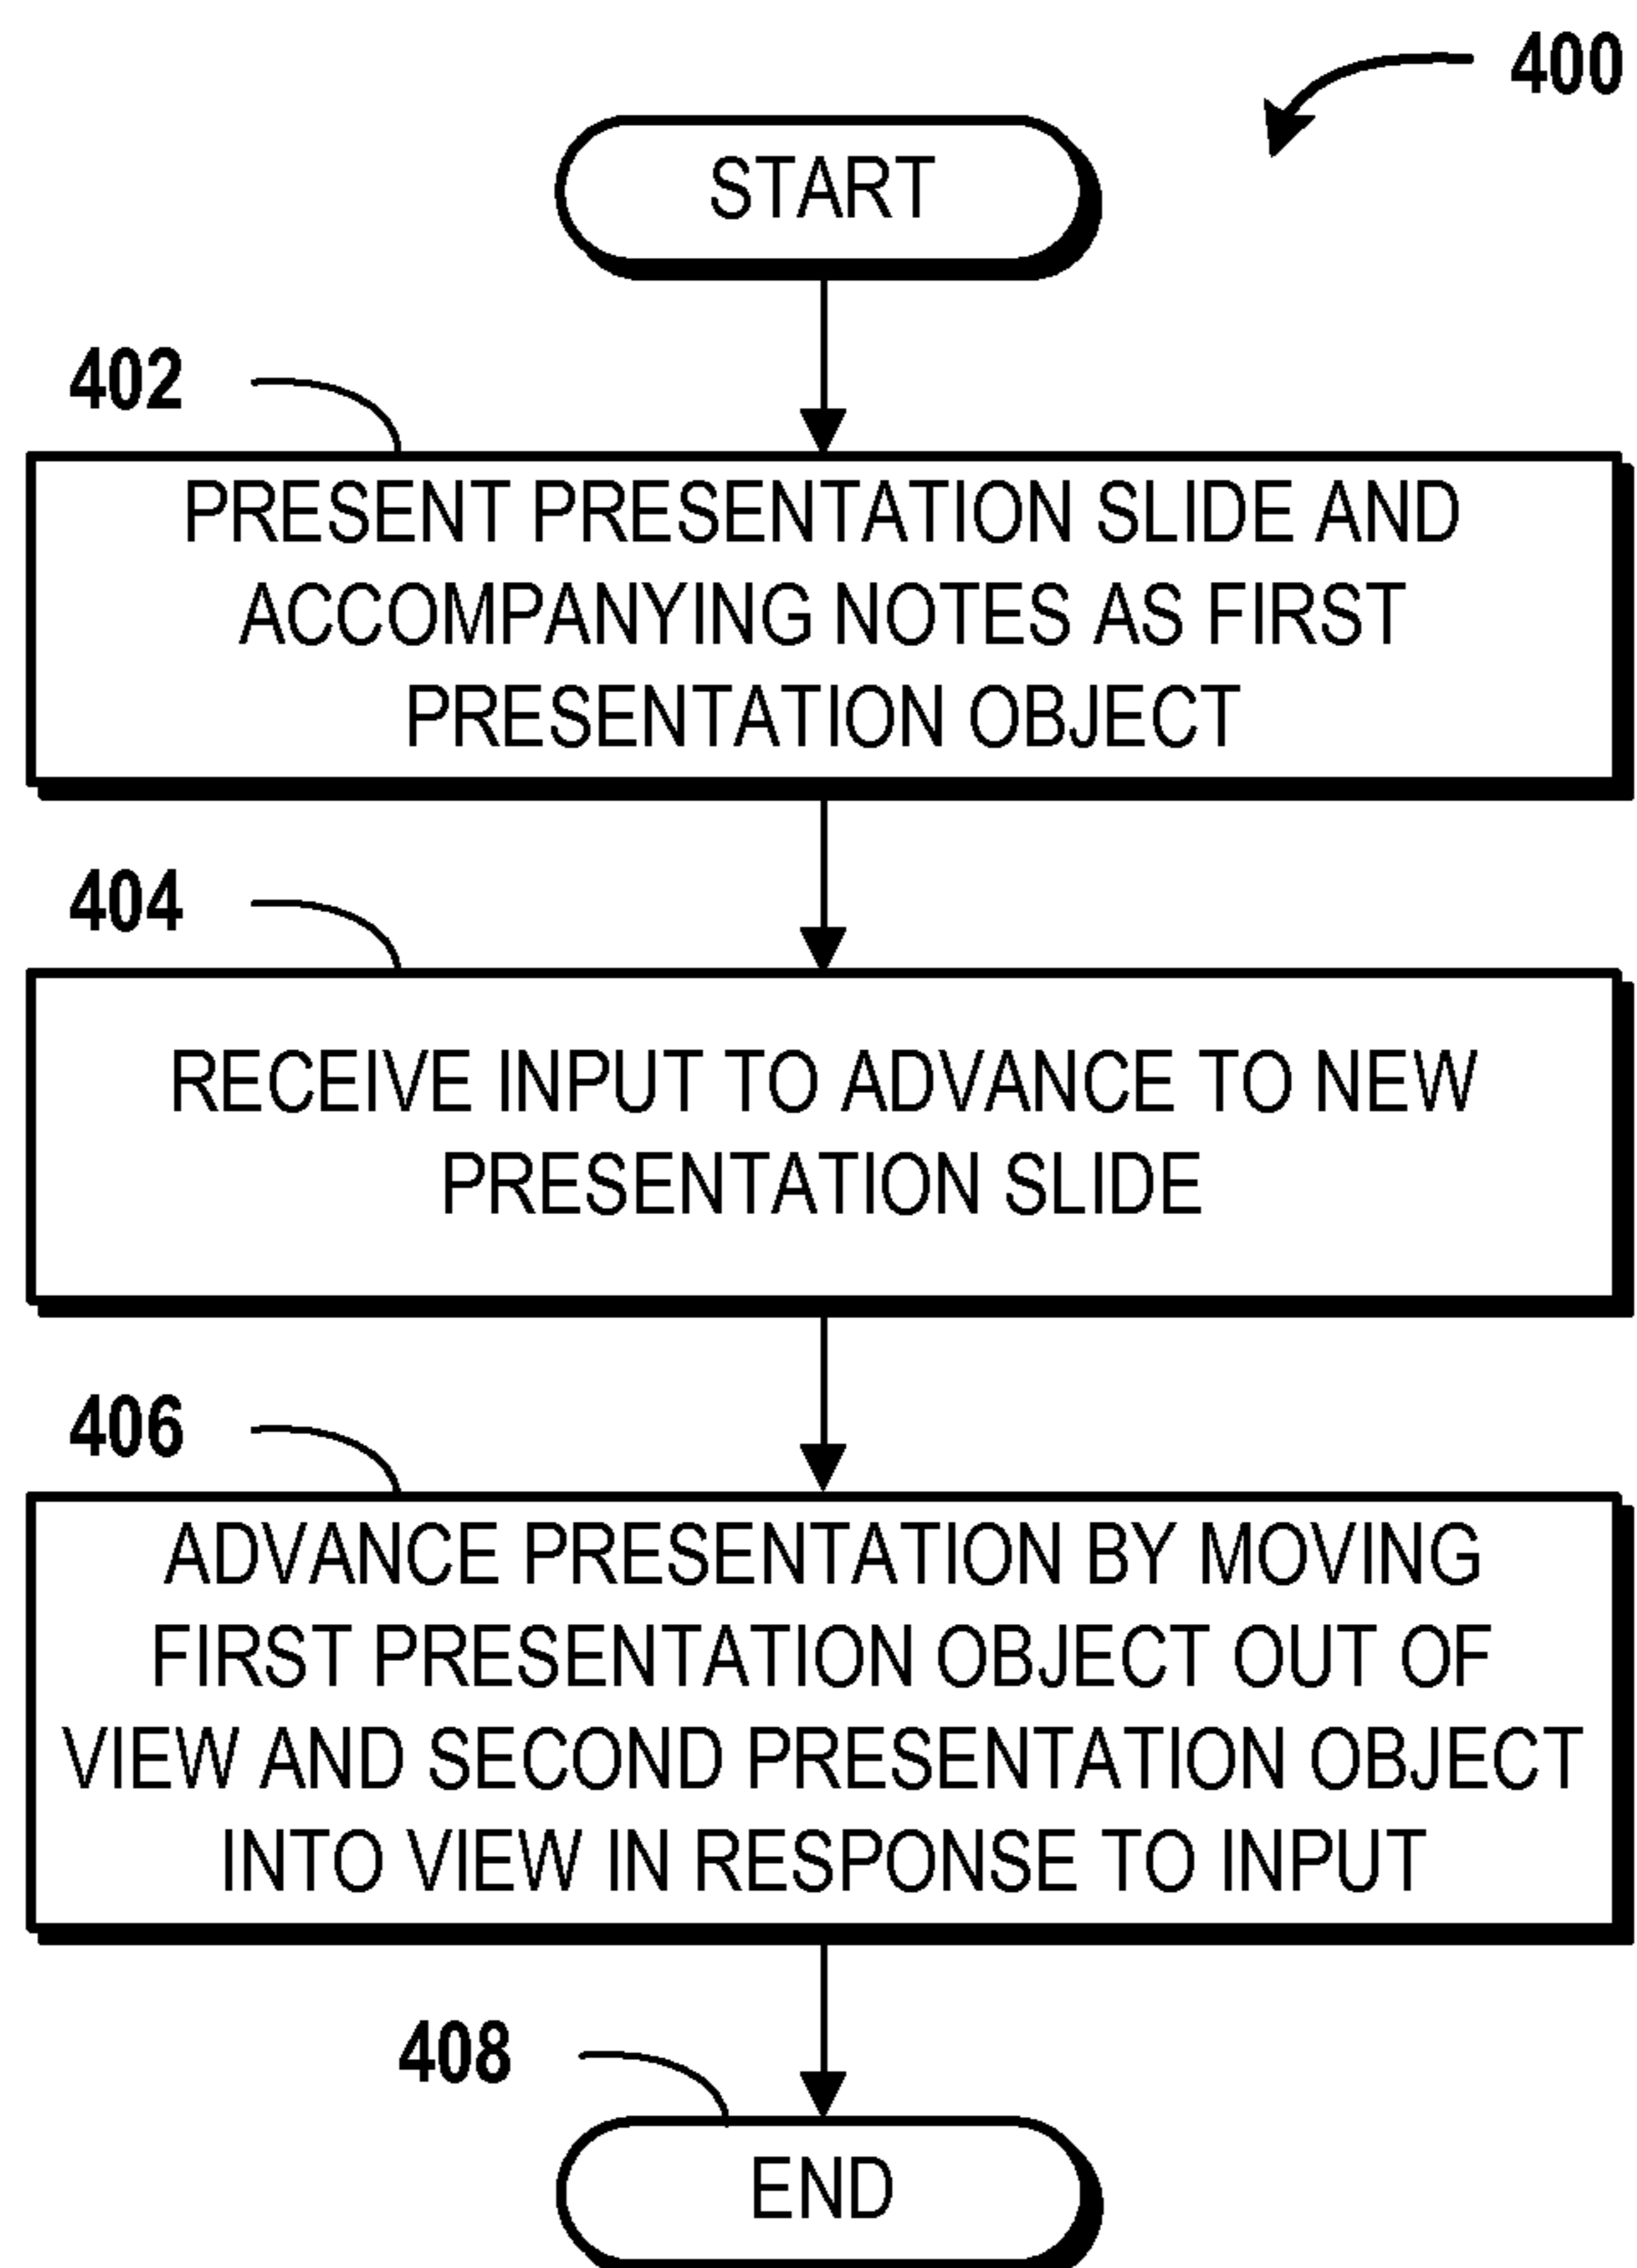 400
START
402
PRESENT PRESENTATION SLIDE AND
ACCOMPANYING NOTES AS FIRST
PRESENTATION OBJECT
404
RECEIVE INPUT TO ADVANCE TO NEW
PRESENTATION SLIDE
406
ADVANCE PRESENTATION BY MOVING
FIRST PRESENTATION OBJECT OUT OF
VIEW AND SECOND PRESENTATION OBJECT
INTO VIEW IN RESPONSE TO INPUT
408
END